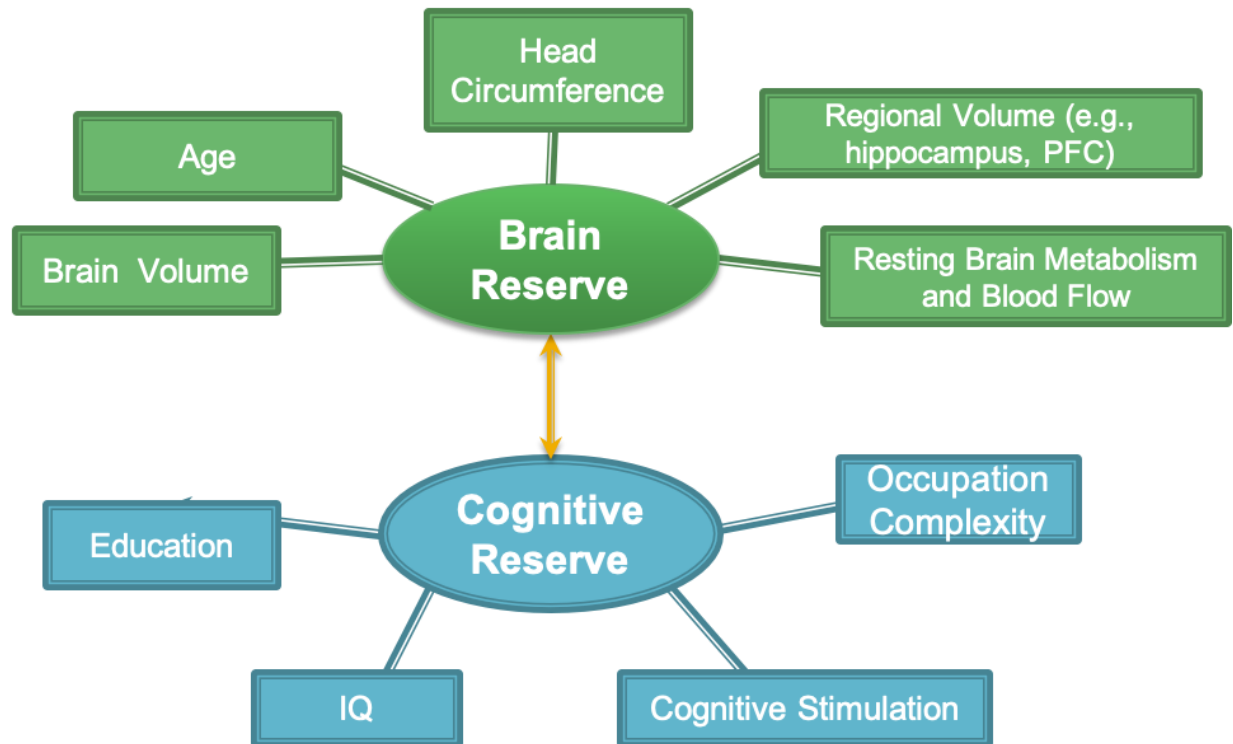 Head
Circumference
Regional Volume (e.g.,
hippocampus, PFC)
Age
Brain
Reserve
Brain Volume
Resting Brain Metabolism
and Blood Flow
Cognitive
Reserve
Occupation
Complexity
Education
IQ
Cognitive Stimulation